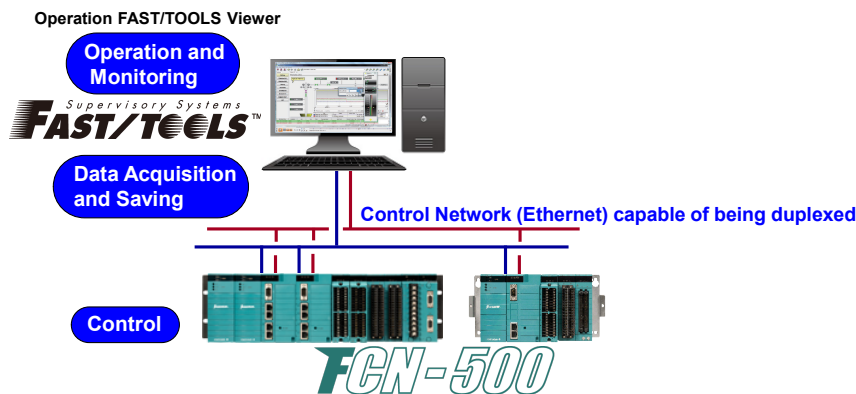 Operation FAST/TOOLS Viewer
Operation and
Monitoring
Supervisory Systems
FAST/TOOLS™
Data Acquisition
and Saving
Control Network (Ethernet) capable of being duplexed
Control
FCN-500